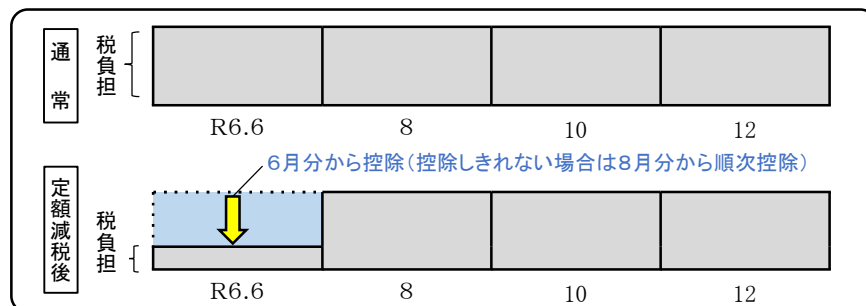 通常
税負担
R6.6 8 10 12
6月分から控除(控除しきれない場合は8月分から順次控除)
定額減税後
税負担
R6.6 8 10 12